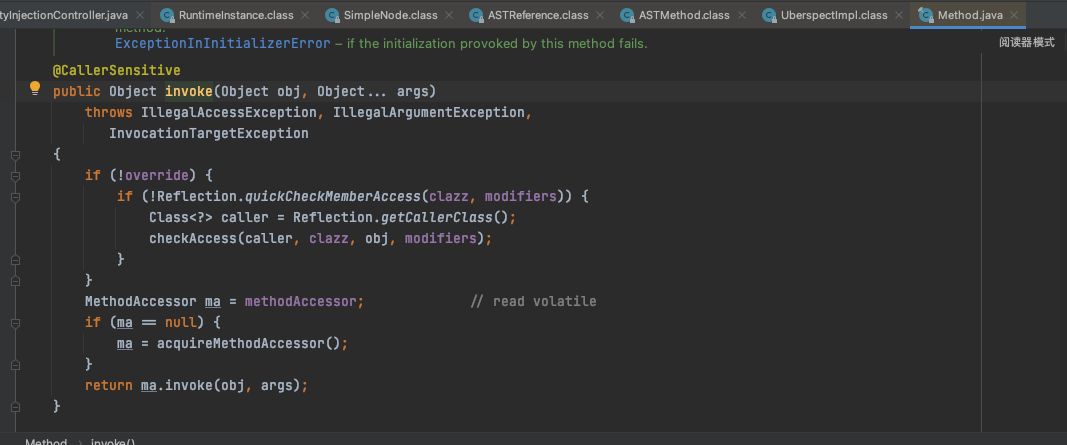 tyInjectionController.java RuntimeInstance.class SimpleNode.class ASTReference.class ASTMethod.class UberspectImpl.class Method.java
method.
ExceptionInInitializerError – if the initialization provoked by this method fails.
阅读器模式
@CallerSensitive
public Object invoke(Object obj, Object... args)
throws IllegalAccessException, IllegalArgumentException,
InvocationTargetException
{
if (!override) {
if (!Reflection.quickCheckMemberAccess(clazz, modifiers)) {
Class<?> caller = Reflection.getCallerClass();
checkAccess(caller, clazz, obj, modifiers);
}
}
MethodAccessor ma = methodAccessor; // read volatile
if (ma == null) {
ma = acquireMethodAccessor();
}
return ma.invoke(obj, args);
}
Method › invoke()